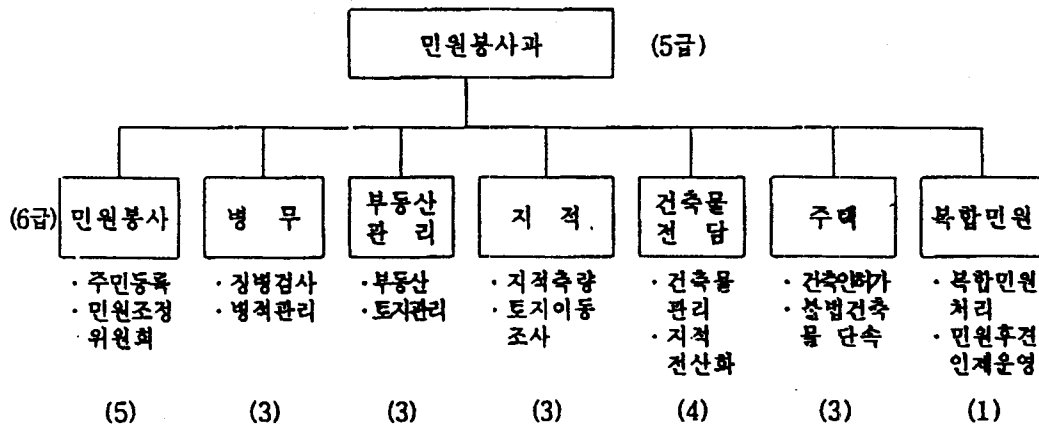 민원봉사과 (5급)
(6급) 민원봉사 병 무 부동산 관 리 지 적 건축물 전 담 주택 복합민원
· 주민등록
· 민원조정
위원회
· 징병검사
· 병적관리
· 부동산
· 토지관리
· 지적측량
· 토지이동
조사
· 건축물
관리
· 지적
전산화
· 건축인허가
· 불법건축
물 단속
· 복합민원
처리
· 민원후견
인제운영
(5) (3) (3) (3) (4) (3) (1)